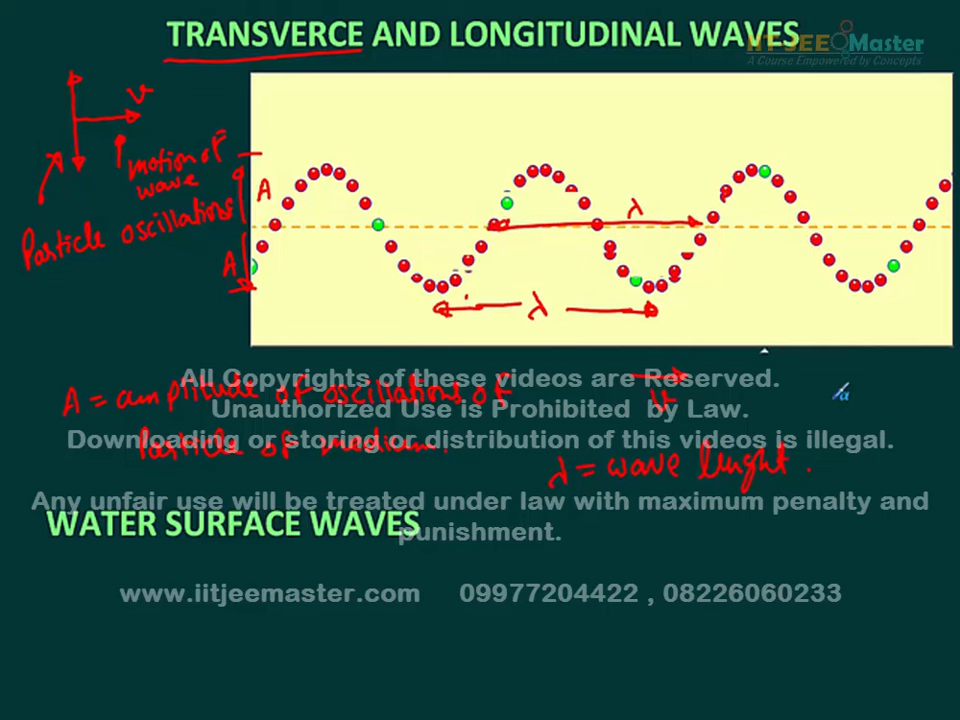 TRANSVERCE AND LONGITUDINAL WAVES
IIT JEE Master
A Course Empowered by Concepts
v
motion of
wave
Particle oscillations
A
A
λ
λ
All Copyrights of these videos are Reserved.
A = amplitude of oscillations of
v
Unauthorized Use is Prohibited by Law.
Downloading or storing or distribution of this videos is illegal.
Particle of medium.
λ = wave lenght.
Any unfair use will be treated under law with maximum penalty and
punishment.
WATER SURFACE WAVES
www.iitjeemaster.com 09977204422 , 08226060233